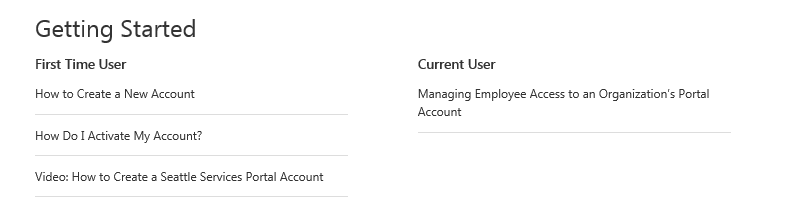 Getting Started
First Time User
How to Create a New Account
How Do I Activate My Account?
Video: How to Create a Seattle Services Portal Account
Current User
Managing Employee Access to an Organization's Portal
Account